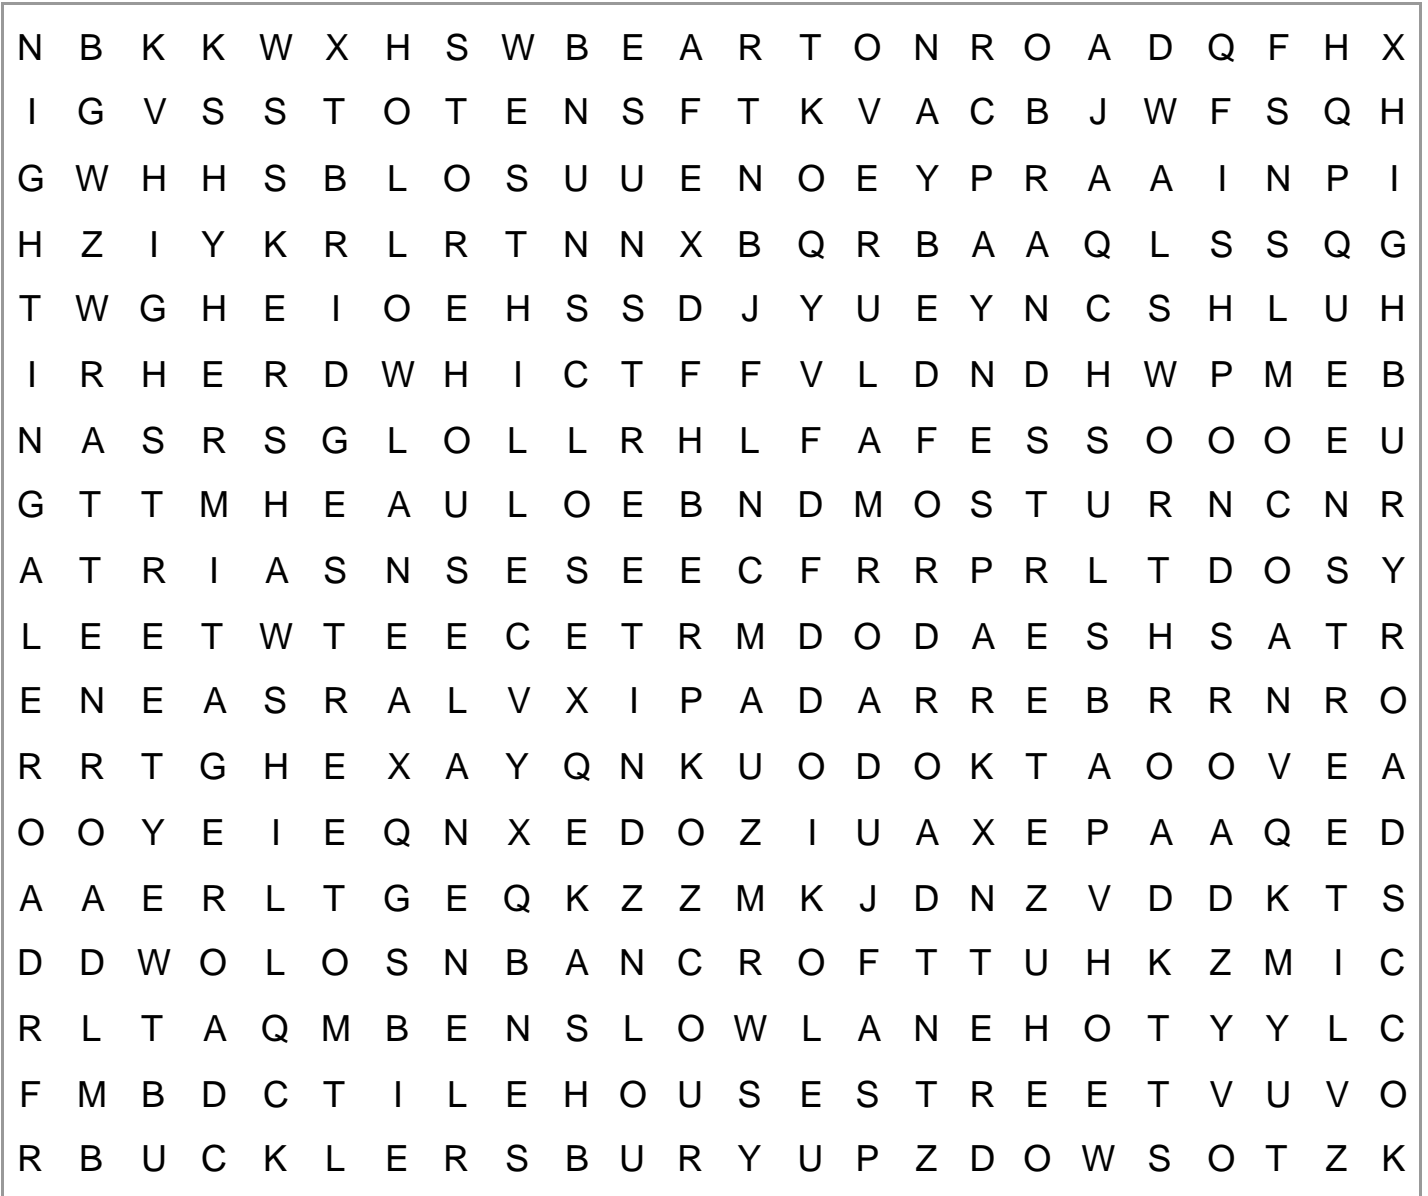 N B K K W X H S W B E A R T O N R O A D Q F H X
I G V S S T O T E N S F T K V A C B J W F S Q H
G W H H S B L O S U U E N O E Y P R A A I N P I
H Z I Y K R L R T N N X B Q R B A A Q L S S Q G
T W G H E I O E H S S D J Y U E Y N C S H L U H
I R H E R D W H I C T F F V L D N D H W P M E B
N A S R S G L O L L R H L F A F E S S O O O E U
G T T M H E A U L O E B N D M O S T U R N C N R
A T R I A S N S E S E E C F R R P R L T D O S Y
L E E T W T E E C E T R M D O D A E S H S A T R
E N E A S R A L V X I P A D A R R E B R R N R O
R R T G H E X A Y Q N K U O D O K T A O O V E A
O O Y E I E Q N X E D O Z I U A X E P A A Q E D
A A E R L T G E Q K Z Z M K J D N Z V D D K T S
D D W O L O S N B A N C R O F T T U H K Z M I C
R L T A Q M B E N S L O W L A N E H O T Y Y L C
F M B D C T I L E H O U S E S T R E E T V U V O
R B U C K L E R S B U R Y U P Z D O W S O T Z K